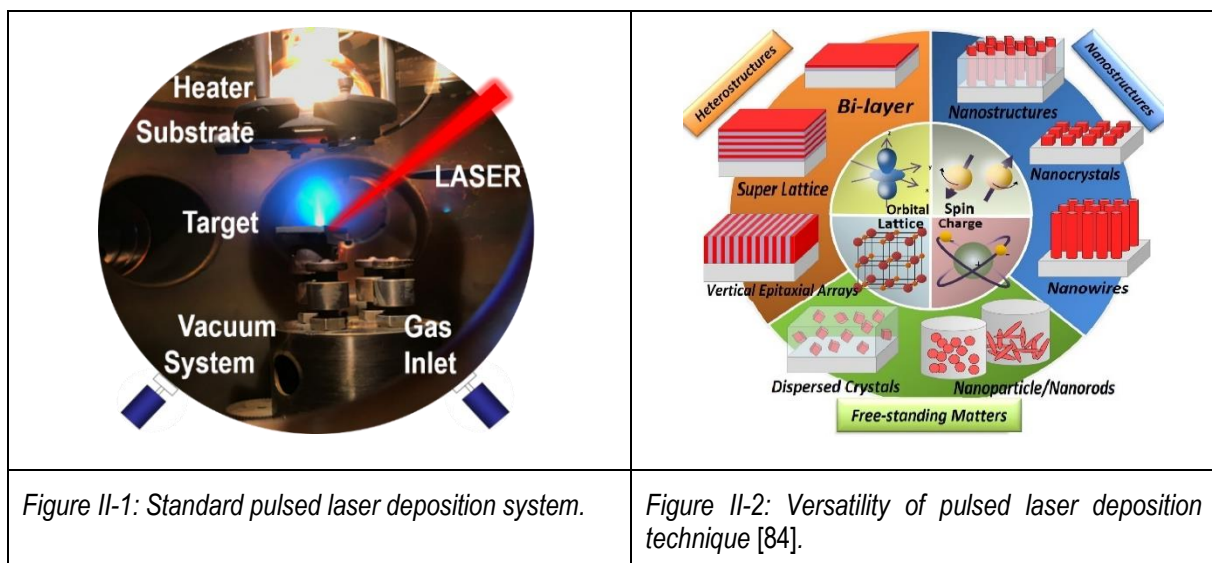 Heater
Substrate
LASER
Target
Vacuum
System
Gas
Inlet
Figure II-1: Standard pulsed laser deposition system.
Heterostructures
Bi-layer
Super Lattice
Vertical Epitaxial Arrays
Nanostructures
Nanostructures
Nanocrystals
Nanowires
Orbital
Lattice
Spin
Charge
Dispersed Crystals
Nanoparticle/Nanorods
Free-standing Matters
Figure II-2: Versatility of pulsed laser deposition
technique [84].